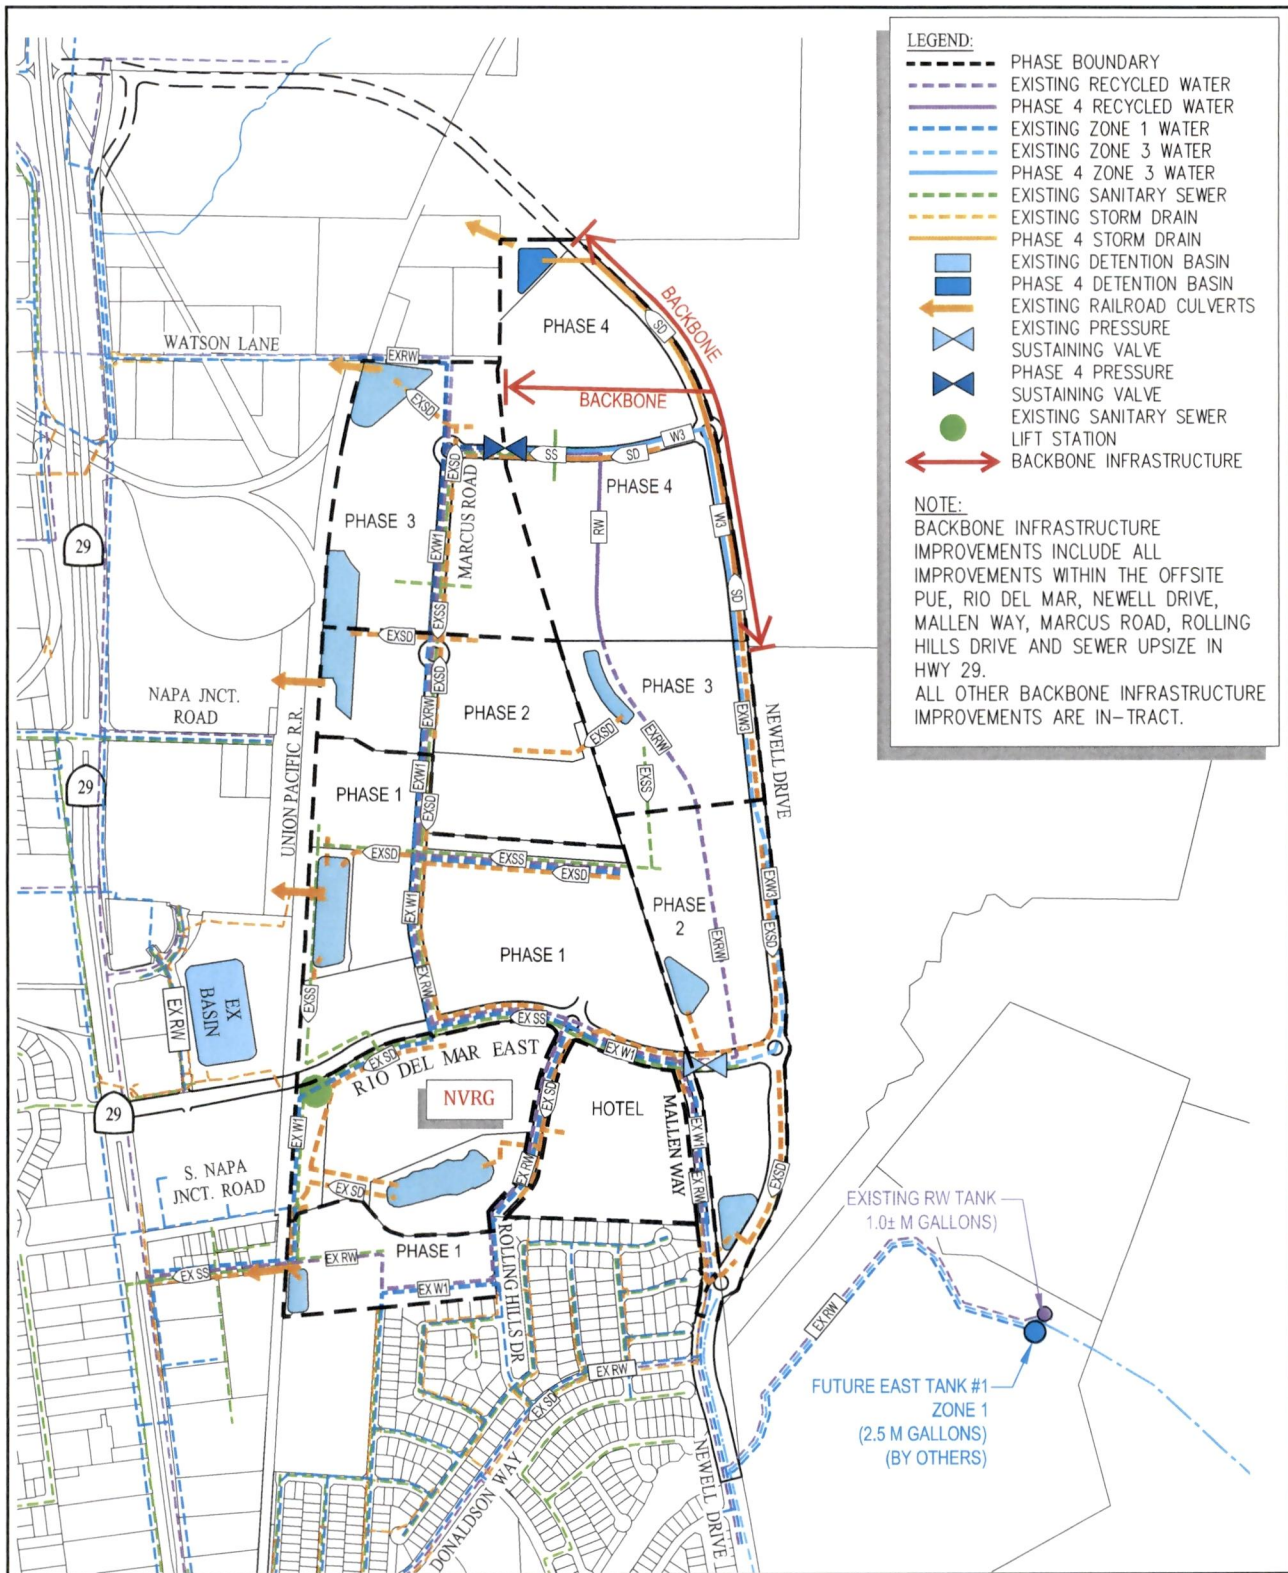 LEGEND:
PHASE BOUNDARY
EXISTING RECYCLED WATER
PHASE 4 RECYCLED WATER
EXISTING ZONE 1 WATER
EXISTING ZONE 3 WATER
PHASE 4 ZONE 3 WATER
EXISTING SANITARY SEWER
EXISTING STORM DRAIN
PHASE 4 STORM DRAIN
EXISTING DETENTION BASIN
PHASE 4 DETENTION BASIN
EXISTING RAILROAD CULVERTS
EXISTING PRESSURE
SUSTAINING VALVE
PHASE 4 PRESSURE
SUSTAINING VALVE
EXISTING SANITARY SEWER
LIFT STATION
BACKBONE INFRASTRUCTURE
NOTE:
BACKBONE INFRASTRUCTURE
IMPROVEMENTS INCLUDE ALL
IMPROVEMENTS WITHIN THE OFFSITE
PUE, RIO DEL MAR, NEWELL DRIVE,
MALLEN WAY, MARCUS ROAD, ROLLING
HILLS DRIVE AND SEWER UPSIZE IN
HWY 29.
ALL OTHER BACKBONE INFRASTRUCTURE
IMPROVEMENTS ARE IN-TRACT.
PHASE 4
SD
BACKBONE
WATSON LANE
EXRW
BACKBONE
EXSD
W3
SS
SD
EXSD
MARCUS ROAD
PHASE 4
PHASE 3
RW
W3
29
EXW1
SD
EXSS
EXSD
EXSD
PHASE 3
NAPA JNCT.
ROAD
UNION PACIFIC R.R.
EXRW
PHASE 2
EXSD
EXRW
EXW3
NEWELL DRIVE
29
PHASE 1
EXW1
EXSD
EXSS
EXSD
EXSS
EXSD
EXW3
EX W1
PHASE
2
EXSD
EXRW
PHASE 1
EX RW
EX
BASIN
EX RW
EXSS
EX SS
EX SD
EX W1
RIO DEL MAR EAST
29
NVRG
EX SD
HOTEL
MALLEN WAY
EX W1
EX W1
S. NAPA
JNCT. ROAD
EX SD
EX RW
EX RW
EXSD
EXISTING RW TANK
1.0± M GALLONS)
PHASE 1
EX RW
ROLLING HILLS DR
EX SS
EX W1
EX RW
EX RW
EX SD
FUTURE EAST TANK #1
ZONE 1
(2.5 M GALLONS)
(BY OTHERS)
DONALDSON WAY
NEWELL DRIVE